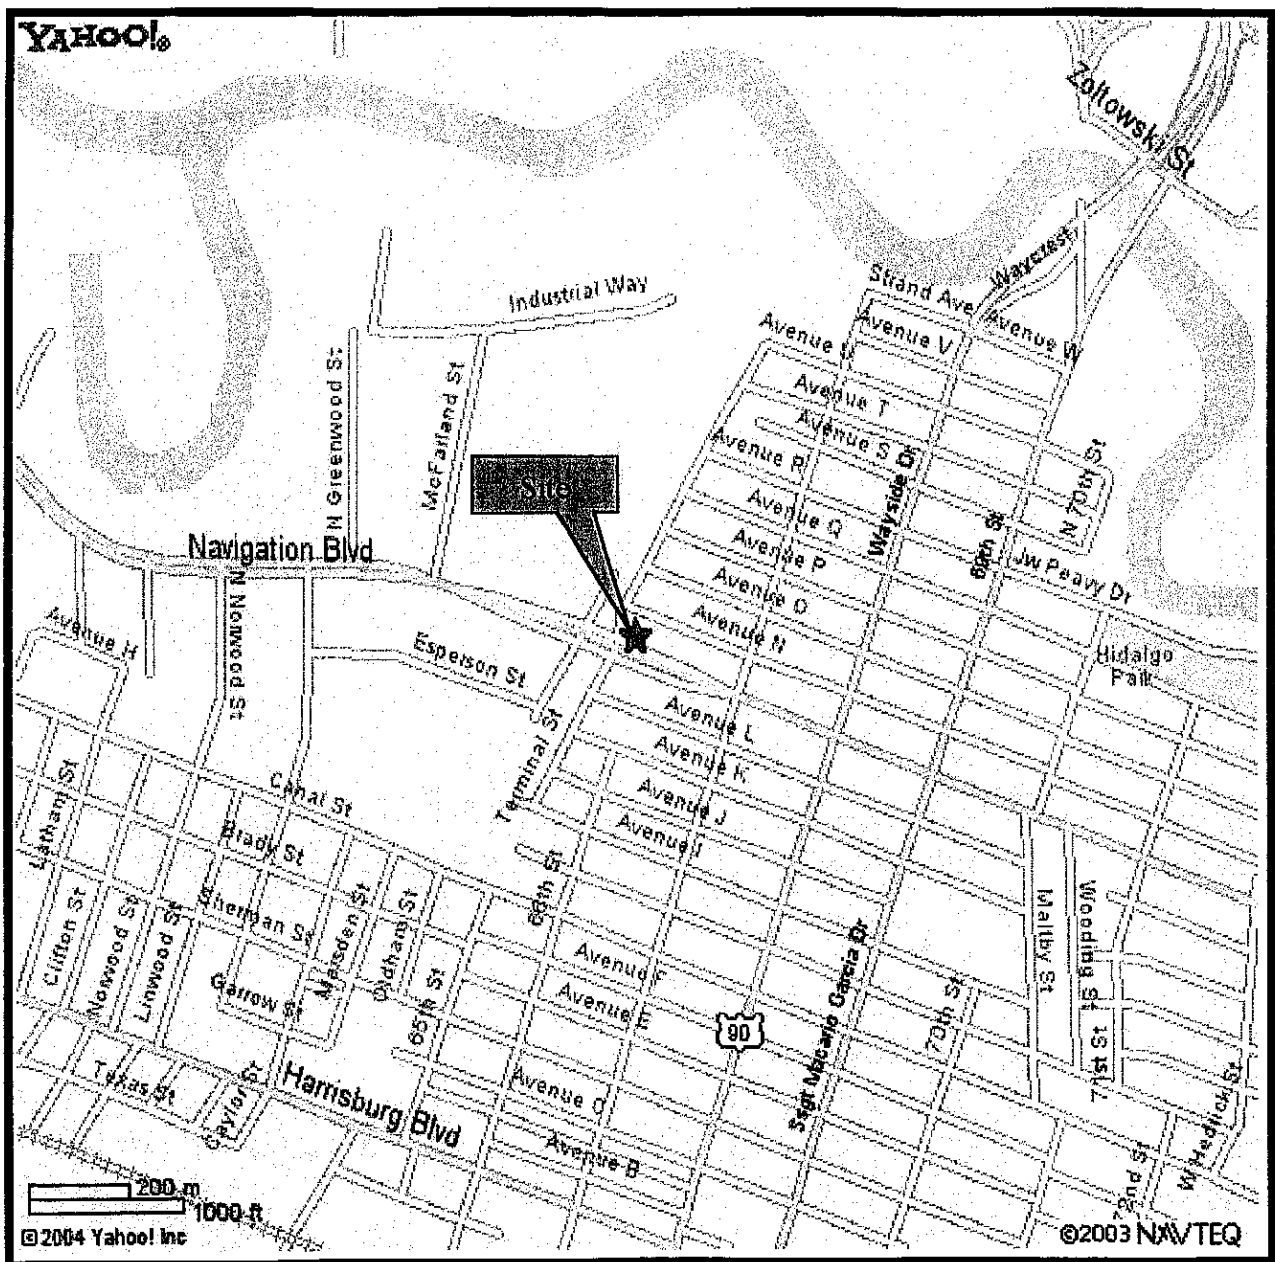 YAHOO!®
Zoltowski St
Waycrest
Industrial Way
Strand Ave
Avenue V
Avenue W
Avenue
Avenue T
N Greenwood St
McFarland St
Avenue S
Avenue R
N 70th St
Site
Avenue Q
Wayside Dr
Navigation Blvd
Avenue P
69th St
Jw Peavy Dr
Avenue O
N Norwood St
Avenue N
Avenue H
Esperson St
Hidalgo
Park
Avenue L
Terminal St
Avenue K
Latham St
Canal St
Avenue J
Brady St
Avenue I
66th St
Clifton St
Norwood St
Linwood St
Sherman St
Marsden St
Oldham St
Maltby St
Wooding St
Ssgt Macario Garcia Dr
Avenue F
Garrow St
65th St
Avenue E
70th St
90
71st St
Texas St
Caylor St
Harrisburg Blvd
Avenue C
Avenue B
72nd St
W Hedrick St
200 m
1000 ft
©2004 Yahoo! Inc
©2003 NAVTEQ